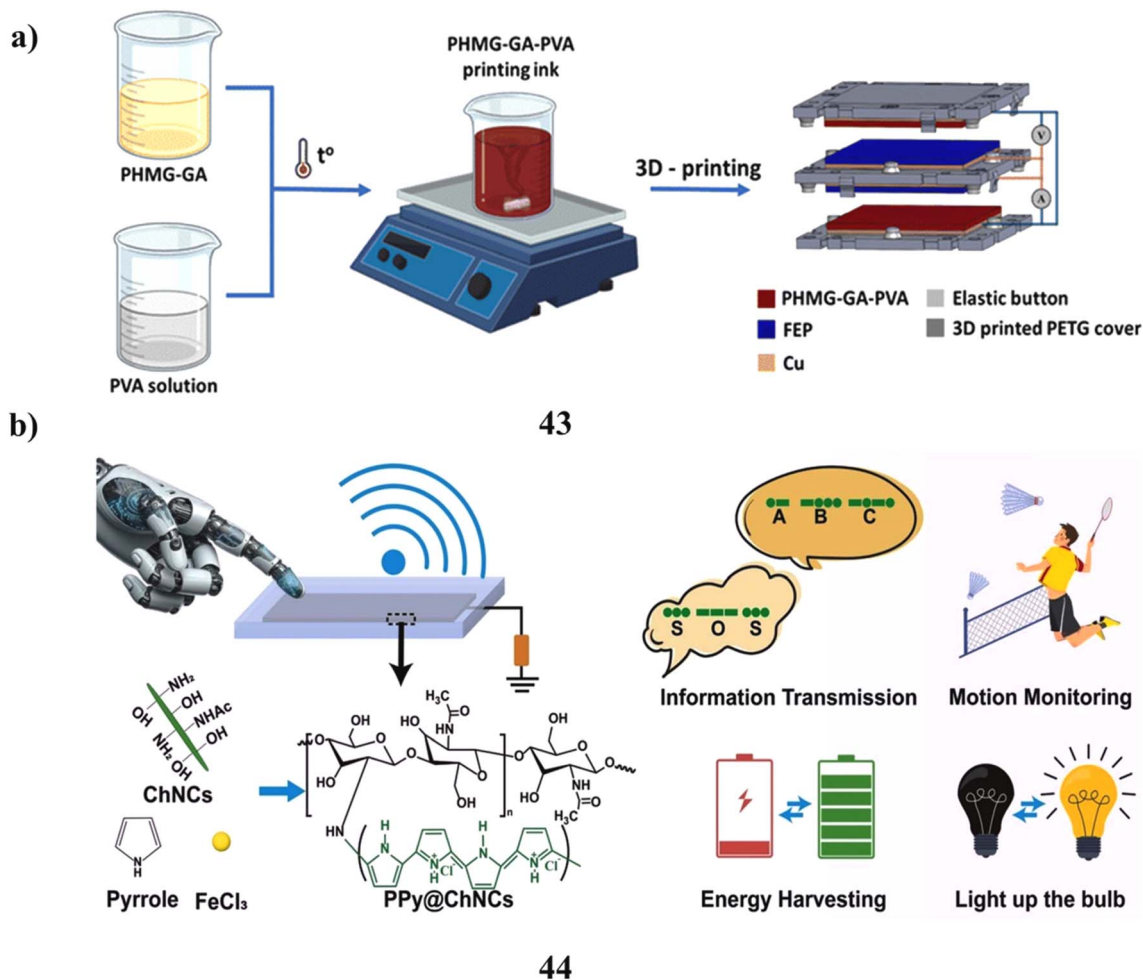 a)
PHMG-GA
PVA solution
t°
PHMG-GA-PVA
printing ink
3D - printing
V
A
PHMG-GA-PVA
FEP
Cu
Elastic button
3D printed PETG cover
43
b)
NH₂
OH
OH
NHAc
NH₂
OH
OH
ChNCs
Pyrrole
N
H
FeCl₃
H₃C
O
HO
NH
OH
OH
O
O
O
HO
O
OH
n
O
O
HO
NH
O
H₃C
HN
H
N
N⁺
H
Cl⁻
H
N
N⁺
H
Cl⁻
PPy@ChNCs
A B C
S O S
Information Transmission
Motion Monitoring
Energy Harvesting
Light up the bulb
44